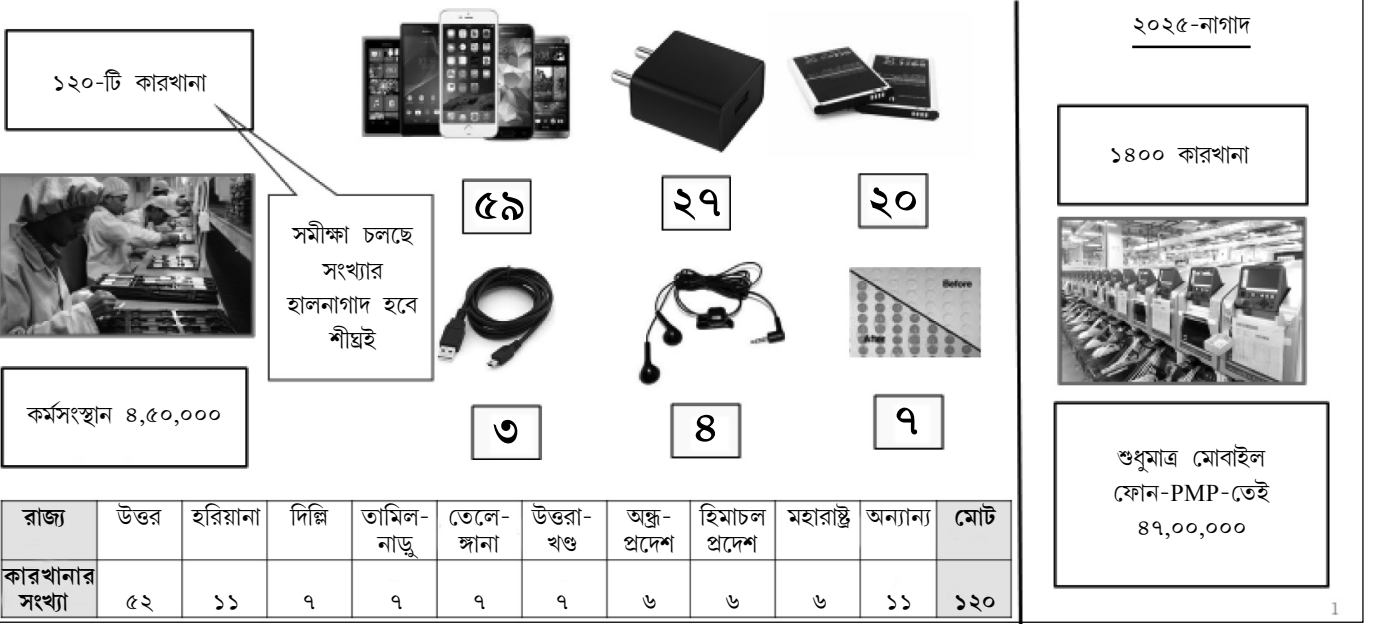 ১২০-টি কারখানা
সমীক্ষা চলছে
সংখ্যার
হালনাগাদ হবে
শীঘ্রই
কর্মসংস্থান ৪,৫০,০০০
৫৯
২৭
২০
Before
After
৩
৪
৭
রাজ্য উত্তর হরিয়ানা দিল্লি তামিল- তেলে- উত্তরা- অন্ধ্র- হিমাচল মহারাষ্ট্র অন্যান্য মোট
নাড়ু ঙ্গানা খণ্ড প্রদেশ প্রদেশ
কারখানার
সংখ্যা ৫২ ১১ ৭ ৭ ৭ ৭ ৬ ৬ ৬ ১১ ১২০
২০২৫-নাগাদ
১৪০০ কারখানা
শুধুমাত্র মোবাইল
ফোন-PMP-তেই
৪৭,০০,০০০
1